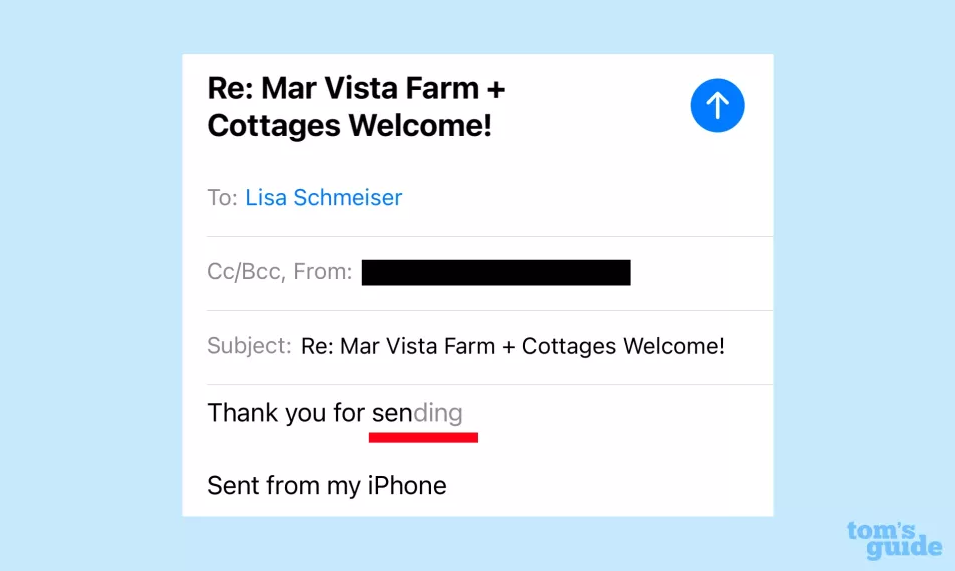 Re: Mar Vista Farm +
Cottages Welcome!
To: Lisa Schmeiser
Cc/Bcc, From:
Subject: Re: Mar Vista Farm + Cottages Welcome!
Thank you for sending
Sent from my iPhone
tom's
guide